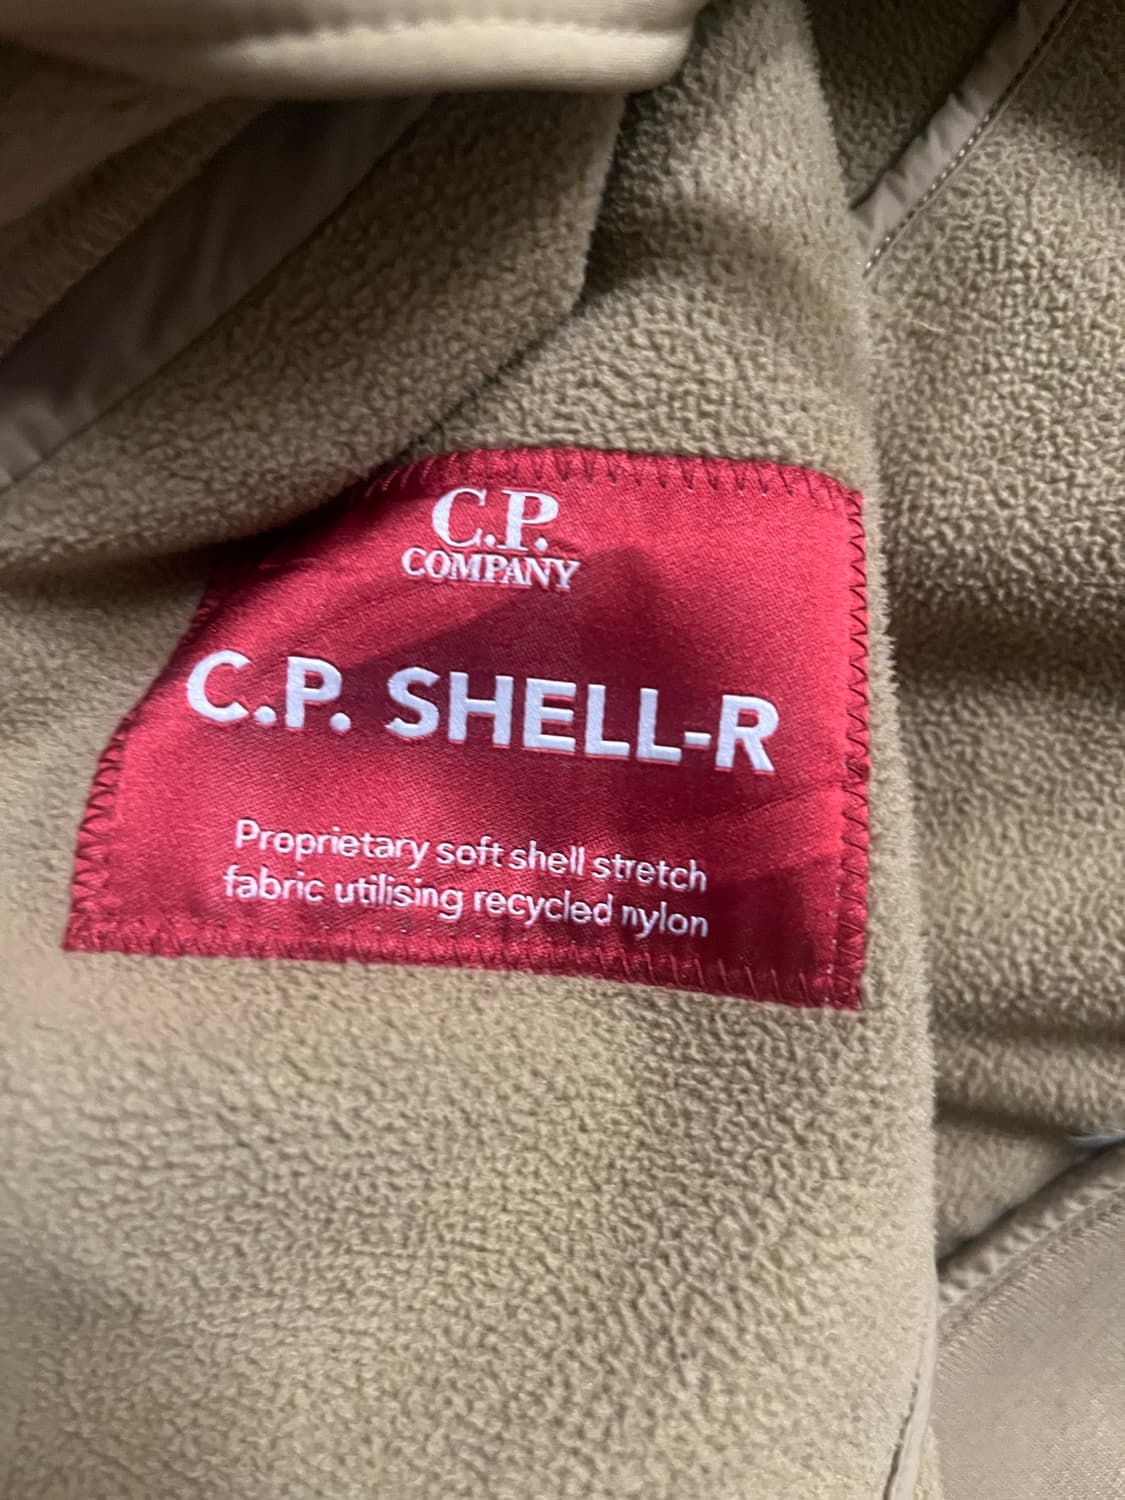 C.P.
COMPANY
C.P. SHELL-R
Proprietary soft shell stretch
fabric utilising recycled nylon